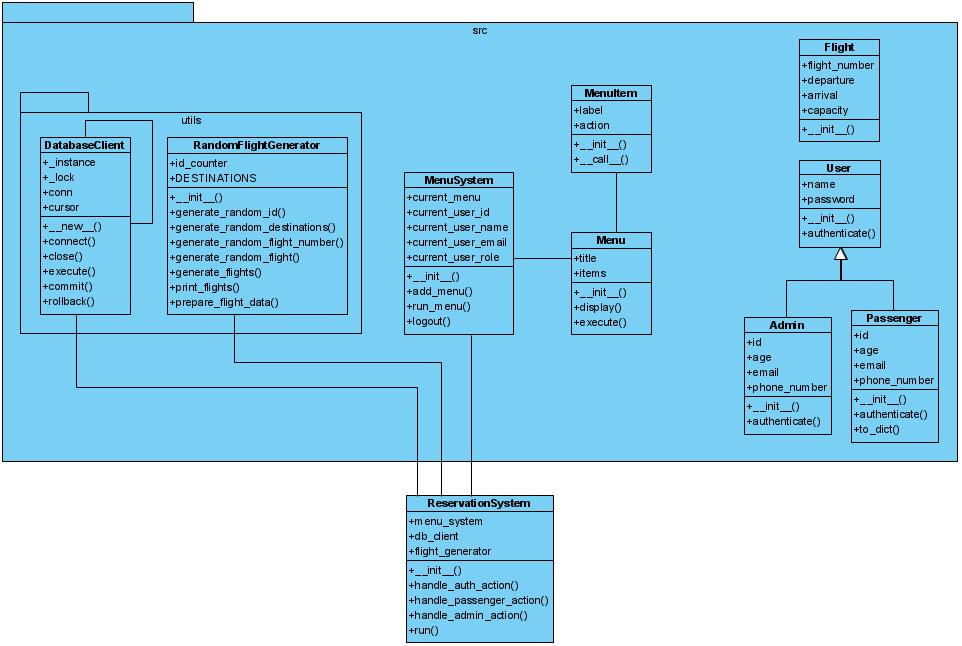 src
utils
DatabaseClient
+_instance
+_lock
+conn
+cursor
+__new__()
+connect()
+close()
+execute()
+commit()
+rollback()
RandomFlightGenerator
+id_counter
+DESTINATIONS
+__init__()
+generate_random_id()
+generate_random_destinations()
+generate_random_flight_number()
+generate_random_flight()
+generate_flights()
+print_flights()
+prepare_flight_data()
MenuSystem
+current_menu
+current_user_id
+current_user_name
+current_user_email
+current_user_role
+__init__()
+add_menu()
+run_menu()
+logout()
MenuItem
+label
+action
+__init__()
+__call__()
Menu
+title
+items
+__init__()
+display()
+execute()
Flight
+flight_number
+departure
+arrival
+capacity
+__init__()
User
+name
+password
+__init__()
+authenticate()
Admin
+id
+age
+email
+phone_number
+__init__()
+authenticate()
Passenger
+id
+age
+email
+phone_number
+__init__()
+authenticate()
+to_dict()
ReservationSystem
+menu_system
+db_client
+flight_generator
+__init__()
+handle_auth_action()
+handle_passenger_action()
+handle_admin_action()
+run()